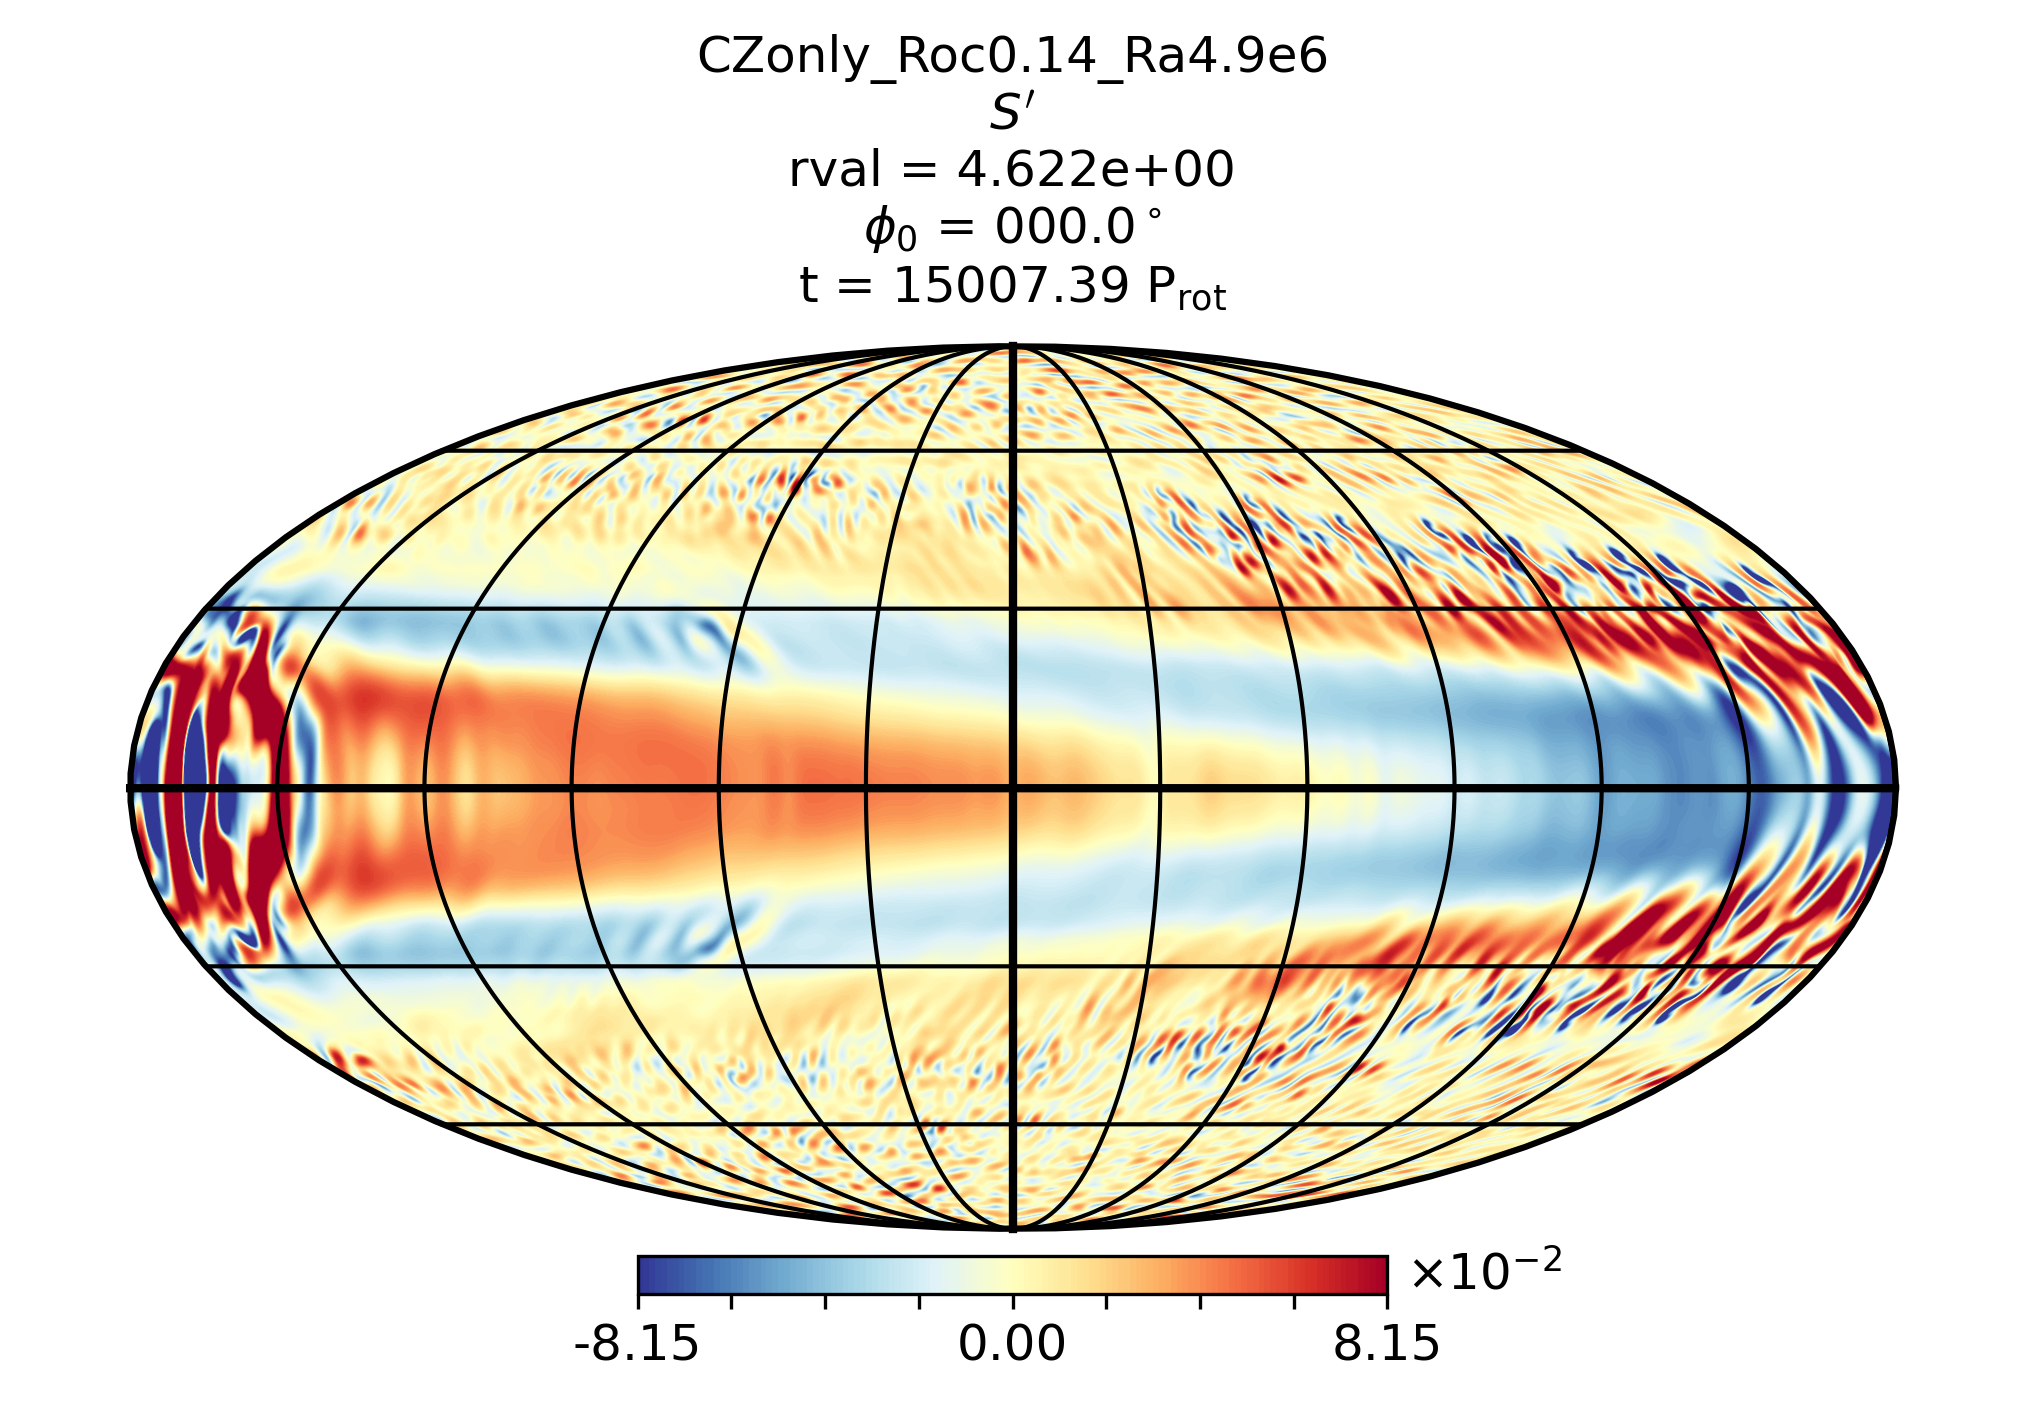 CZonly_Roc0.14_Ra4.9e6
S′
rval = 4.622e+00
ϕ₀ = 000.0°
t = 15007.39 P_rot
×10⁻²
-8.15 0.00 8.15